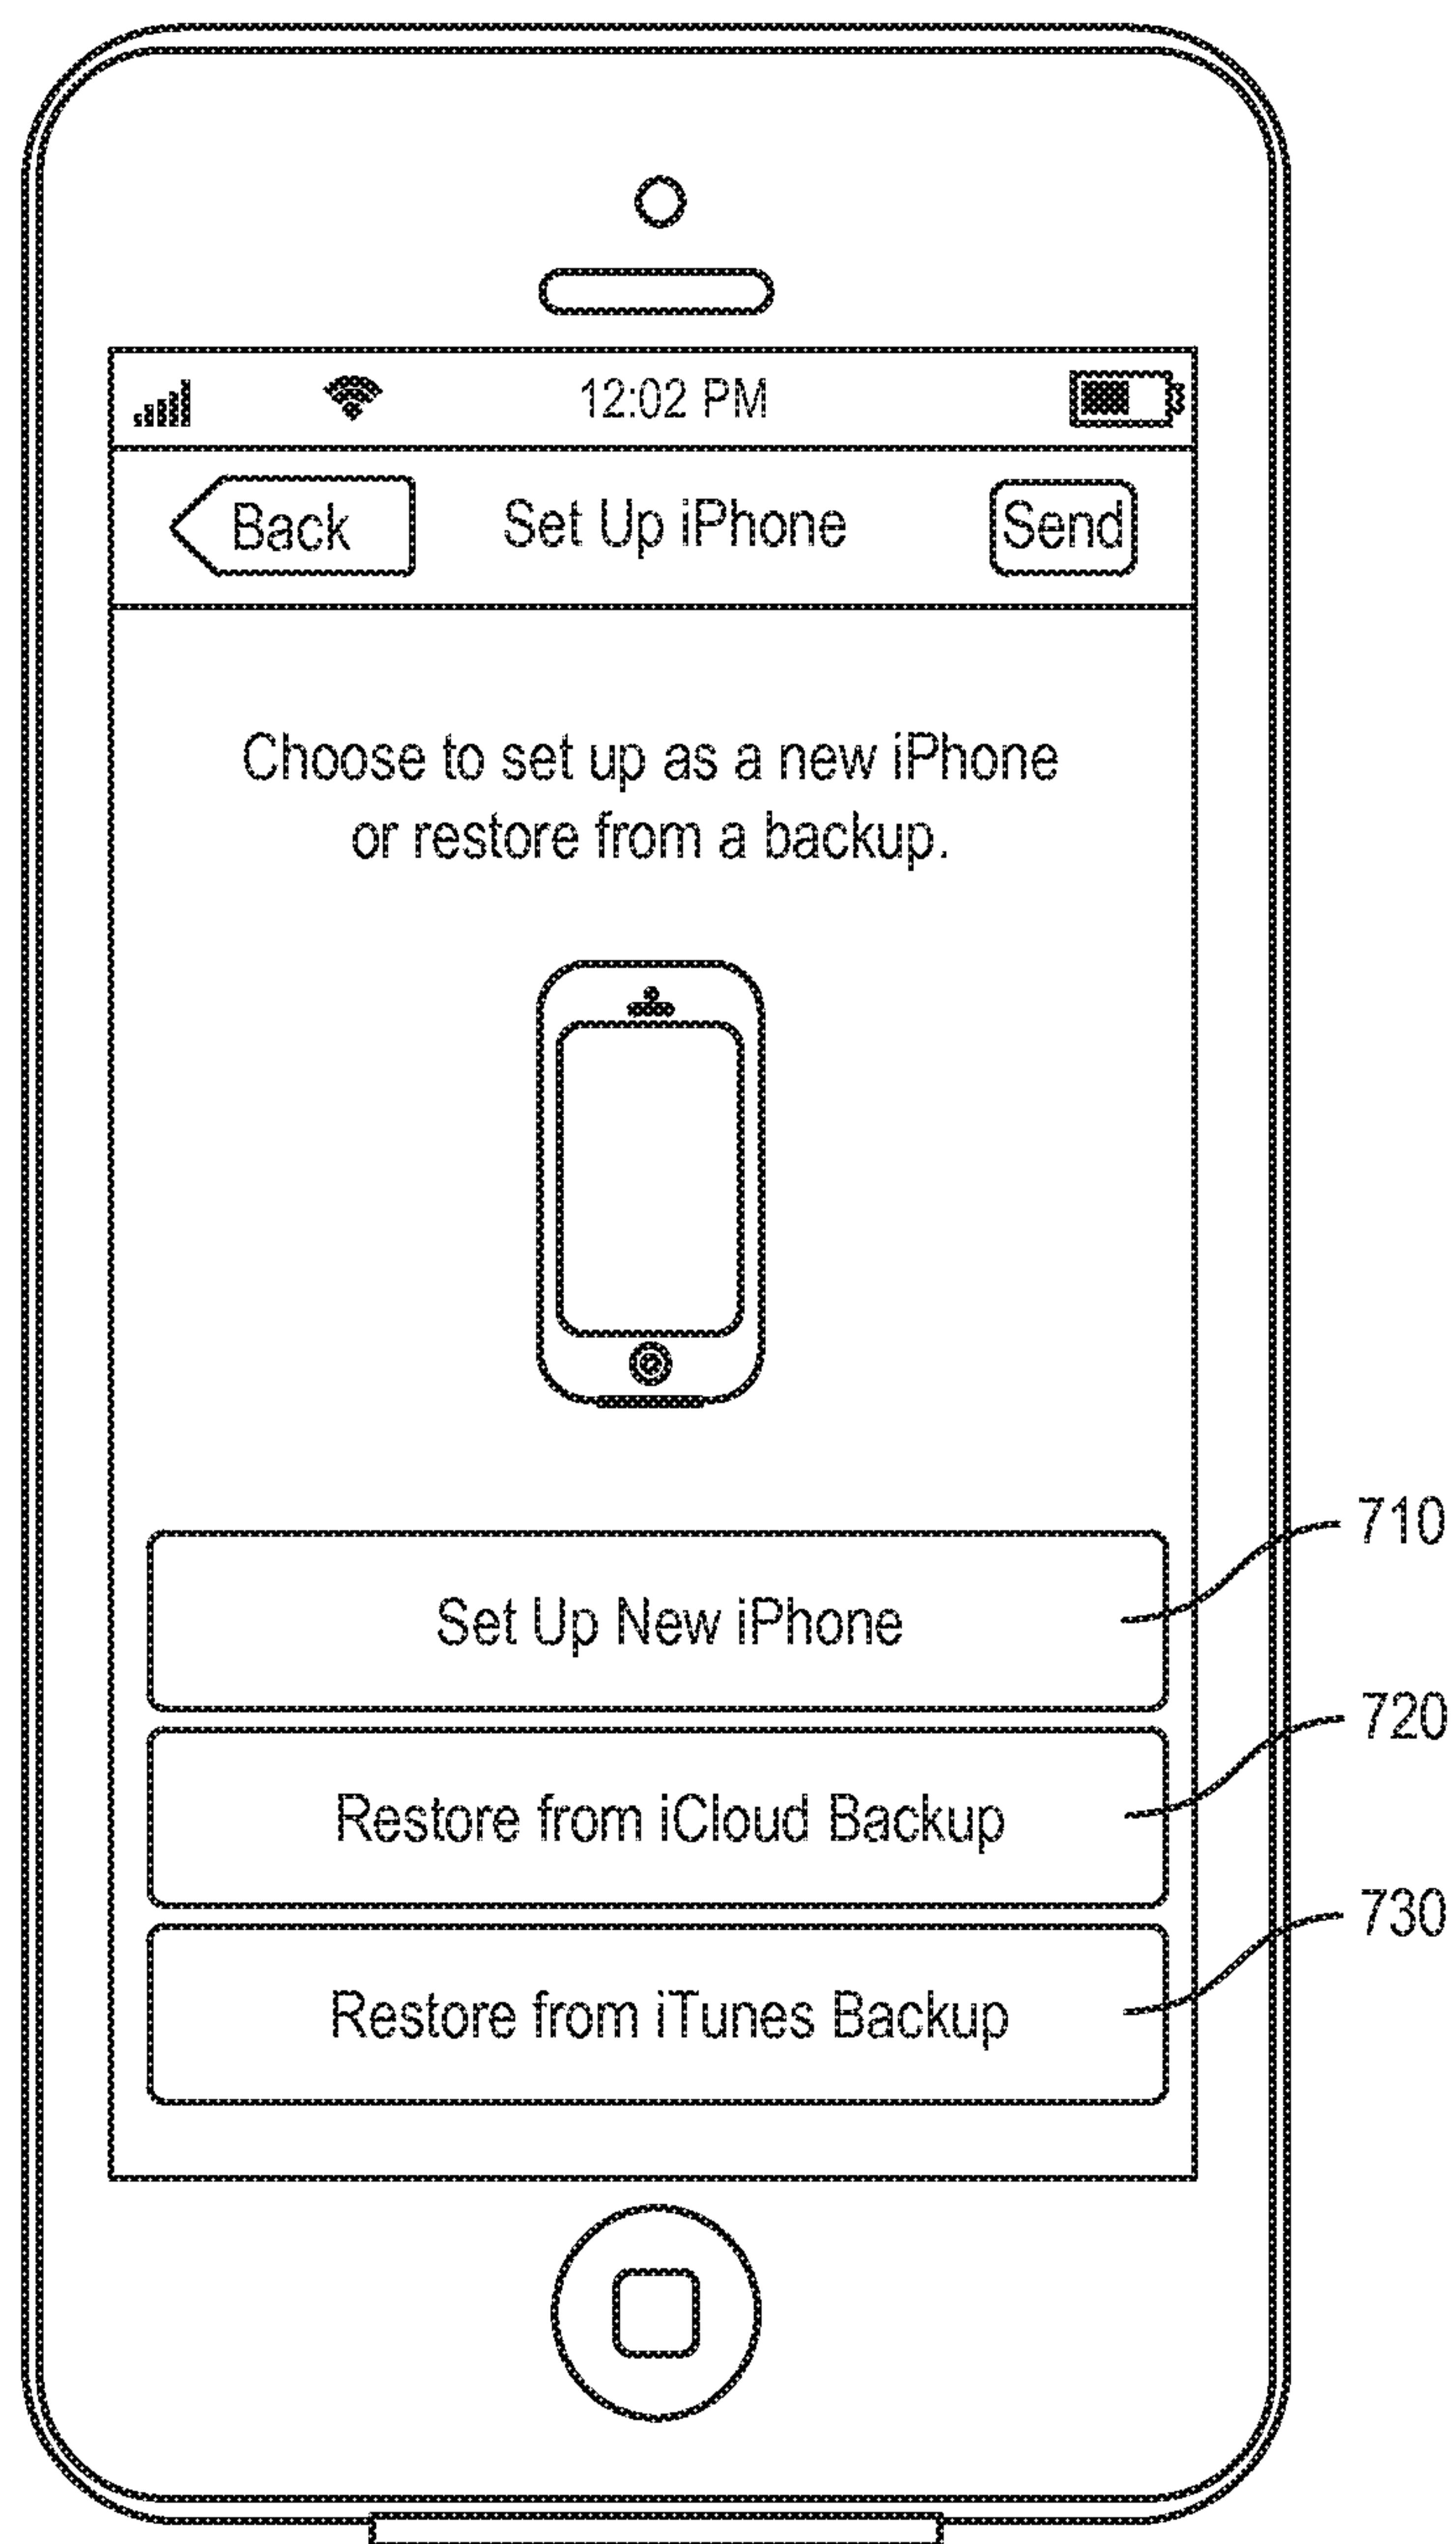 12:02 PM
Back Set Up iPhone Send
Choose to set up as a new iPhone
or restore from a backup.
710
Set Up New iPhone
720
Restore from iCloud Backup
730
Restore from iTunes Backup